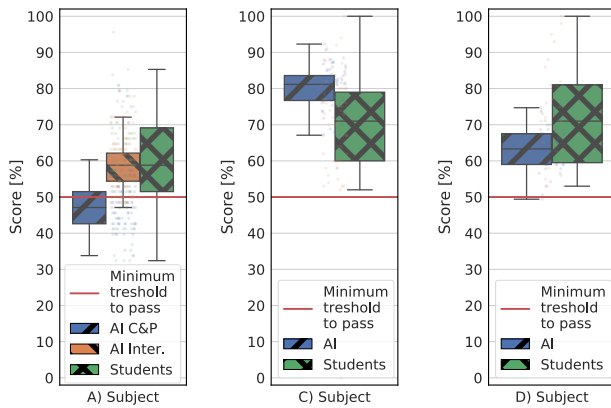 100
90
80
70
60
50
40
30
20
10
0
Score [%]
Minimum
treshold
to pass
AI C&P
AI Inter.
Students
A) Subject
100
90
80
70
60
50
40
30
20
10
0
Score [%]
Minimum
treshold
to pass
AI
Students
C) Subject
100
90
80
70
60
50
40
30
20
10
0
Score [%]
Minimum
treshold
to pass
AI
Students
D) Subject